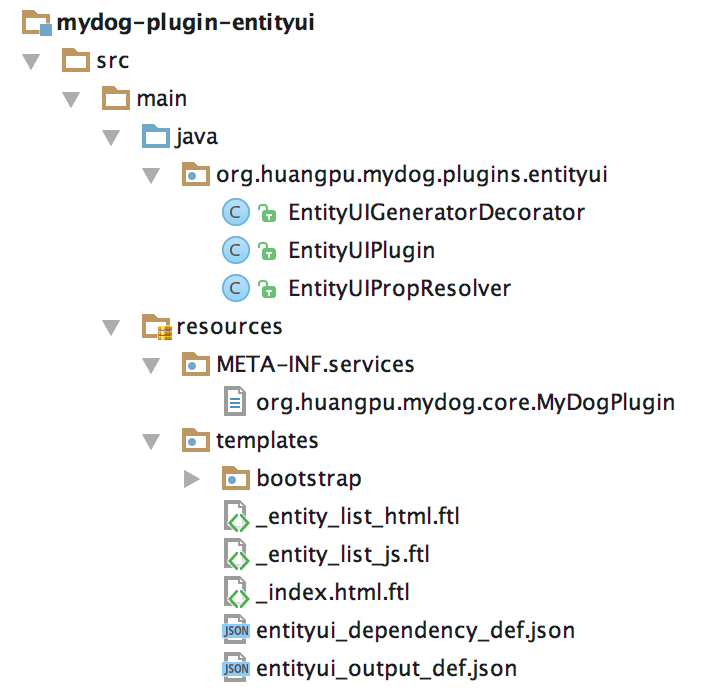 mydog-plugin-entityui
src
main
java
org.huangpu.mydog.plugins.entityui
C EntityUIGeneratorDecorator
C EntityUIPlugin
C EntityUIPropResolver
resources
META-INF.services
org.huangpu.mydog.core.MyDogPlugin
templates
bootstrap
_entity_list_html.ftl
_entity_list_js.ftl
_index.html.ftl
JSON entityui_dependency_def.json
JSON entityui_output_def.json